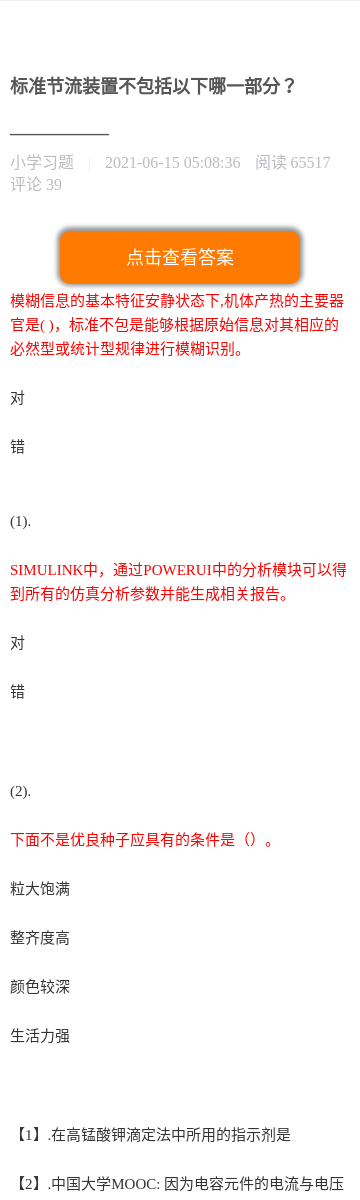 标准节流装置不包括以下哪一部分？
___________
小学习题 | 2021-06-15 05:08:36 阅读 65517
评论 39
点击查看答案
模糊信息的基本特征安静状态下,机体产热的主要器
官是( )，标准不包是能够根据原始信息对其相应的
必然型或统计型规律进行模糊识别。
对
错
(1).
SIMULINK中，通过POWERUI中的分析模块可以得
到所有的仿真分析参数并能生成相关报告。
对
错
(2).
下面不是优良种子应具有的条件是（）。
粒大饱满
整齐度高
颜色较深
生活力强
【1】.在高锰酸钾滴定法中所用的指示剂是
【2】.中国大学MOOC: 因为电容元件的电流与电压